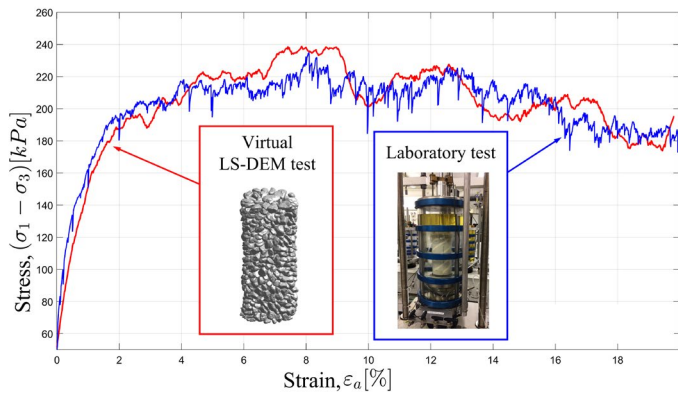 260
240
220
200
180
160
140
120
100
80
60
Stress, (σ₁ − σ₃)[kPa]
Virtual
LS-DEM test
Laboratory test
0 2 4 6 8 10 12 14 16 18
Strain, εₐ[%]